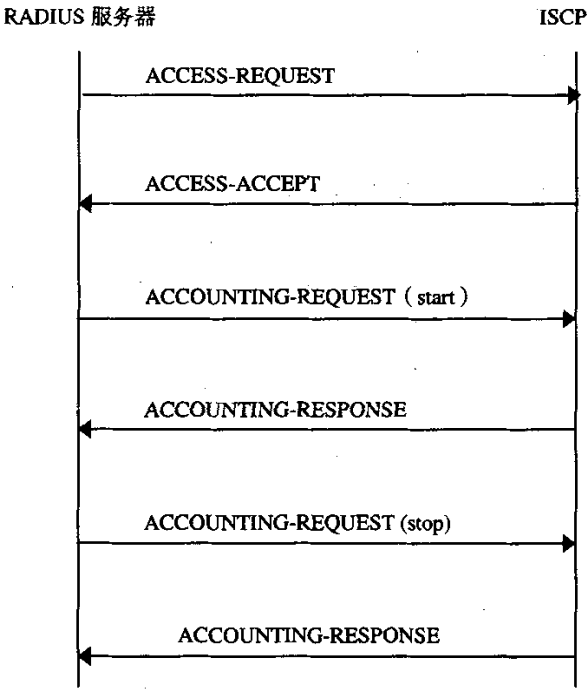 RADIUS 服务器 ISCP
ACCESS-REQUEST
ACCESS-ACCEPT
ACCOUNTING-REQUEST（start）
ACCOUNTING-RESPONSE
ACCOUNTING-REQUEST (stop)
ACCOUNTING-RESPONSE